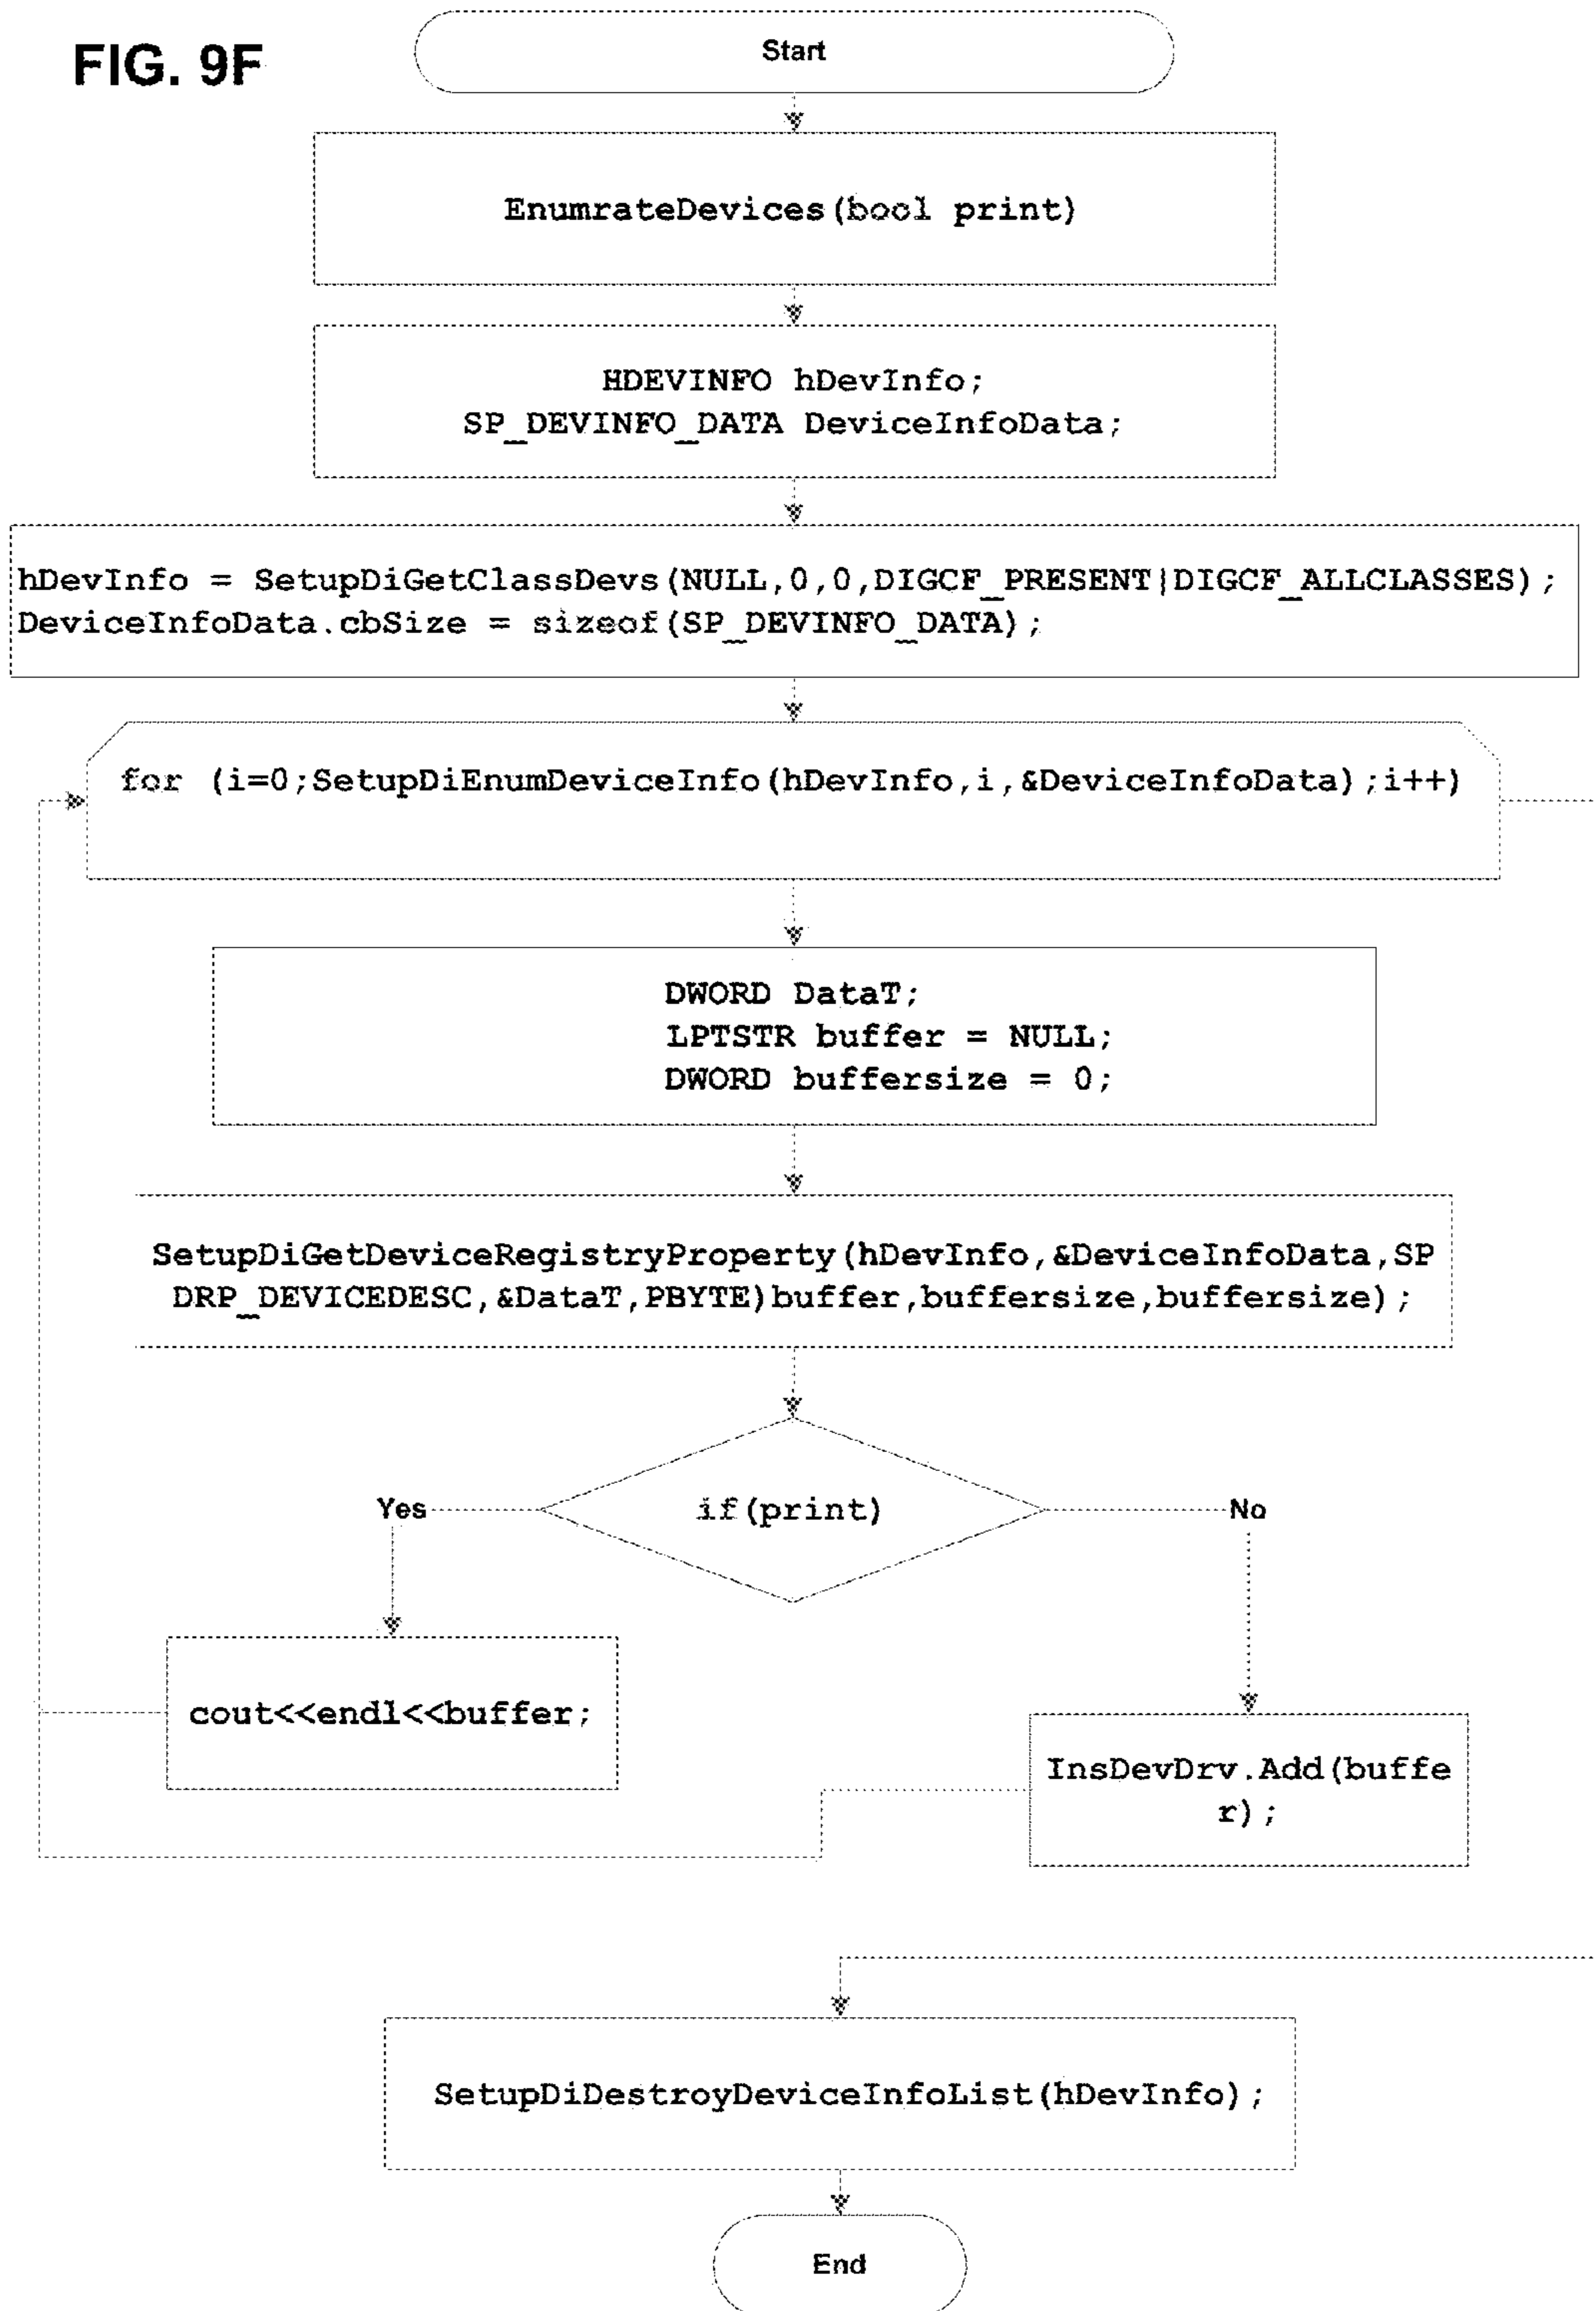 FIG. 9F
Start
EnumrateDevices(bool print)
HDEVINFO hDevInfo;
SP_DEVINFO_DATA DeviceInfoData;
hDevInfo = SetupDiGetClassDevs(NULL,0,0,DIGCF_PRESENT|DIGCF_ALLCLASSES);
DeviceInfoData.cbSize = sizeof(SP_DEVINFO_DATA);
for (i=0;SetupDiEnumDeviceInfo(hDevInfo,i,&DeviceInfoData);i++)
DWORD DataT;
LPTSTR buffer = NULL;
DWORD buffersize = 0;
SetupDiGetDeviceRegistryProperty(hDevInfo,&DeviceInfoData,SP
DRP_DEVICEDESC,&DataT,PBYTE)buffer,buffersize,buffersize);
if(print)
Yes
No
cout<<endl<<buffer;
InsDevDrv.Add(buffe
r);
SetupDiDestroyDeviceInfoList(hDevInfo);
End